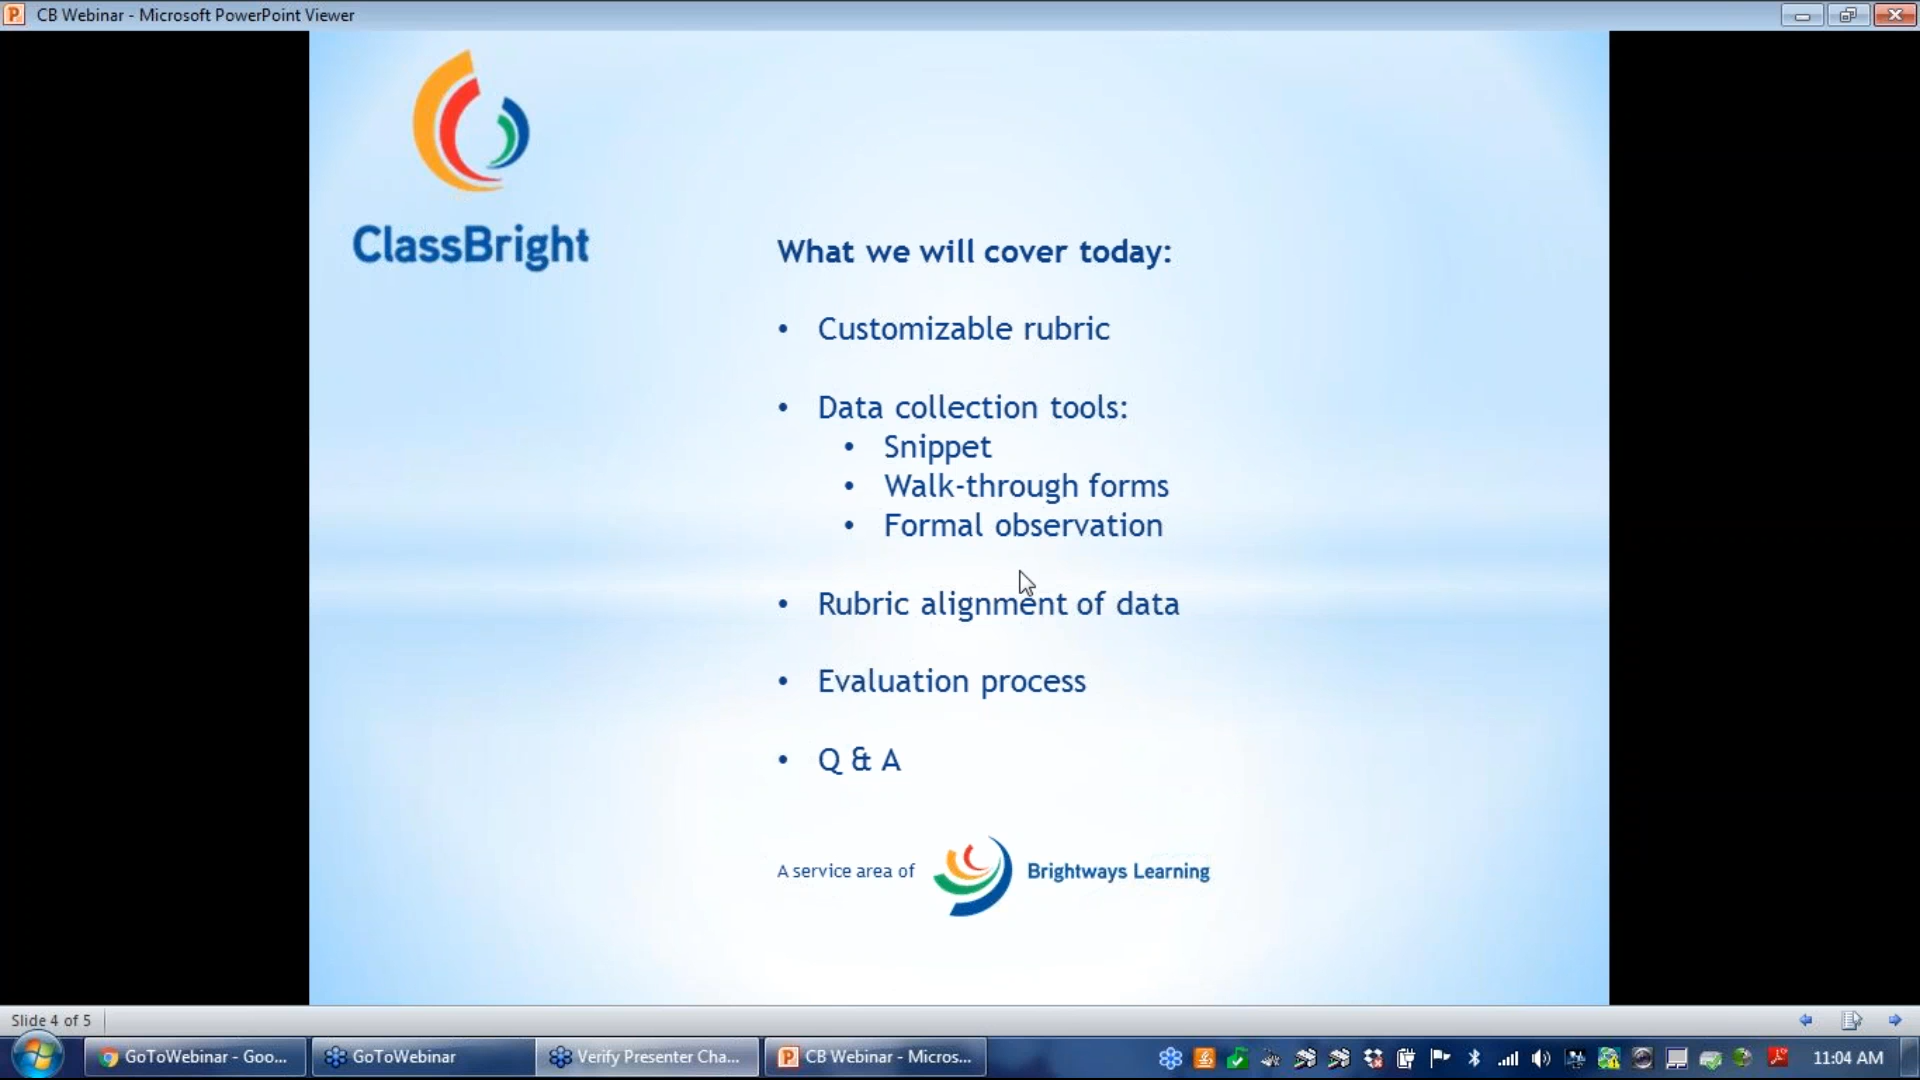 CB Webinar - Microsoft PowerPoint Viewer
ClassBright
What we will cover today:
• Customizable rubric
• Data collection tools:
• Snippet
• Walk-through forms
• Formal observation
• Rubric alignment of data
• Evaluation process
• Q & A
A service area of Brightways Learning
Slide 4 of 5
GoToWebinar - Goo... GoToWebinar Verify Presenter Cha... CB Webinar - Micros... 11:04 AM